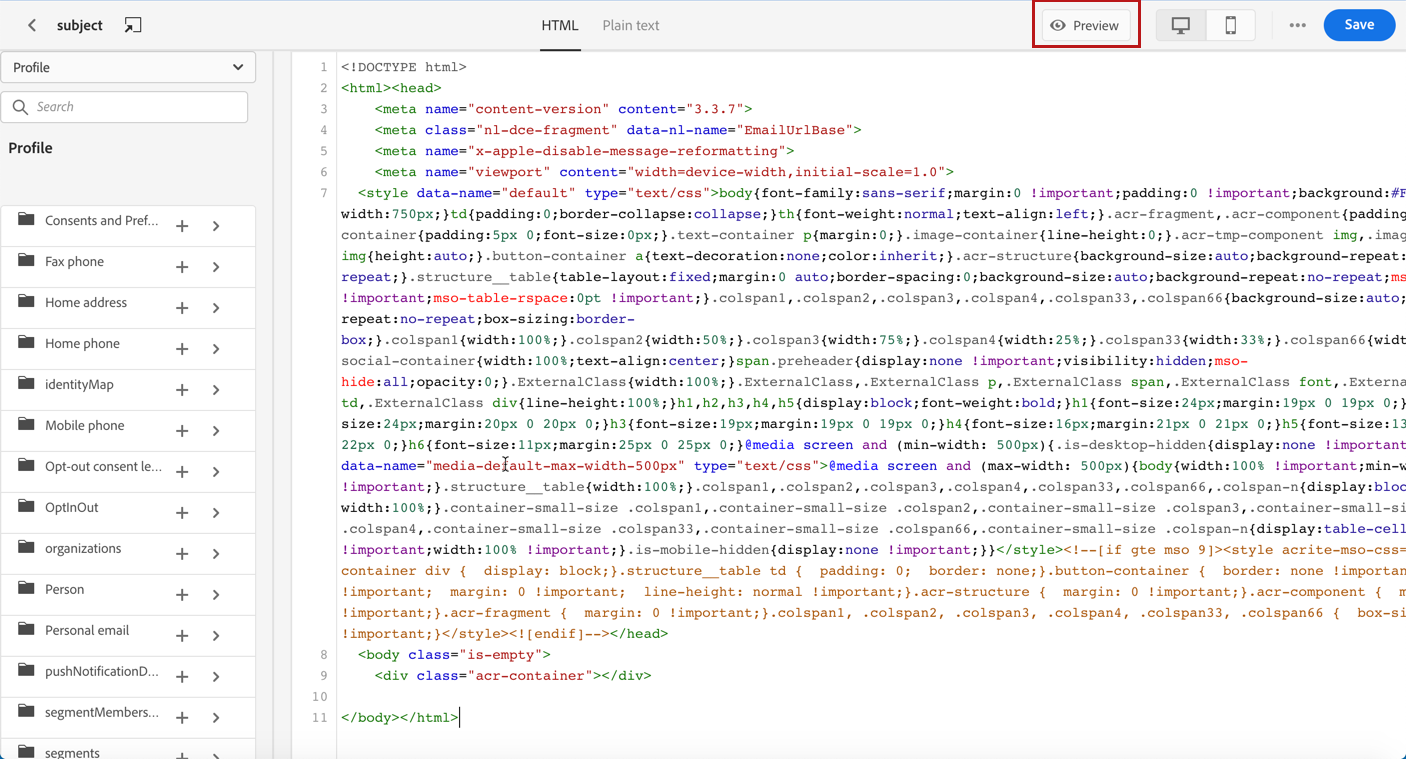 subject
HTML
Plain text
Preview
Save
Profile
Search
Profile
Consents and Pref...
Fax phone
Home address
Home phone
identityMap
Mobile phone
Opt-out consent le...
OptInOut
organizations
Person
Personal email
pushNotificationD...
segmentMembers...
segments
1 <!DOCTYPE html>
2 <html><head>
3 <meta name="content-version" content="3.3.7">
4 <meta class="nl-dce-fragment" data-nl-name="EmailUrlBase">
5 <meta name="x-apple-disable-message-reformatting">
6 <meta name="viewport" content="width=device-width,initial-scale=1.0">
7 <style data-name="default" type="text/css">body{font-family:sans-serif;margin:0 !important;padding:0 !important;background:#F
width:750px;}td{padding:0;border-collapse:collapse;}th{font-weight:normal;text-align:left;}.acr-fragment,.acr-component{padding
container{padding:5px 0;font-size:0px;}.text-container p{margin:0;}.image-container{line-height:0;}.acr-tmp-component img,.imag
img{height:auto;}.button-container a{text-decoration:none;color:inherit;}.acr-structure{background-size:auto;background-repeat:
repeat;}.structure__table{table-layout:fixed;margin:0 auto;border-spacing:0;background-size:auto;background-repeat:no-repeat;ms
!important;mso-table-rspace:0pt !important;}.colspan1,.colspan2,.colspan3,.colspan4,.colspan33,.colspan66{background-size:auto;
repeat:no-repeat;box-sizing:border-
box;}.colspan1{width:100%;}.colspan2{width:50%;}.colspan3{width:75%;}.colspan4{width:25%;}.colspan33{width:33%;}.colspan66{widt
social-container{width:100%;text-align:center;}span.preheader{display:none !important;visibility:hidden;mso-
hide:all;opacity:0;}.ExternalClass{width:100%;}.ExternalClass,.ExternalClass p,.ExternalClass span,.ExternalClass font,.Externa
td,.ExternalClass div{line-height:100%;}h1,h2,h3,h4,h5{display:block;font-weight:bold;}h1{font-size:24px;margin:19px 0 19px 0;}
size:24px;margin:20px 0 20px 0;}h3{font-size:19px;margin:19px 0 19px 0;}h4{font-size:16px;margin:21px 0 21px 0;}h5{font-size:13
22px 0;}h6{font-size:11px;margin:25px 0 25px 0;}@media screen and (min-width: 500px){.is-desktop-hidden{display:none !important
data-name="media-default-max-width-500px" type="text/css">@media screen and (max-width: 500px){body{width:100% !important;min-w
!important;}.structure__table{width:100%;}.colspan1,.colspan2,.colspan3,.colspan4,.colspan33,.colspan66,.colspan-n{display:bloc
width:100%;}.container-small-size .colspan1,.container-small-size .colspan2,.container-small-size .colspan3,.container-small-si
.colspan4,.container-small-size .colspan33,.container-small-size .colspan66,.container-small-size .colspan-n{display:table-cell
!important;width:100% !important;}.is-mobile-hidden{display:none !important;}}</style><!--[if gte mso 9]><style acrite-mso-css=
container div {  display: block;}.structure__table td {  padding: 0;  border: none;}.button-container {  border: none !importan
!important;  margin: 0 !important;  line-height: normal !important;}.acr-structure {  margin: 0 !important;}.acr-component {  m
!important;}.acr-fragment {  margin: 0 !important;}.colspan1, .colspan2, .colspan3, .colspan4, .colspan33, .colspan66 {  box-si
!important;}</style><![endif]--></head>
8 <body class="is-empty">
9 <div class="acr-container"></div>
10
11 </body></html>